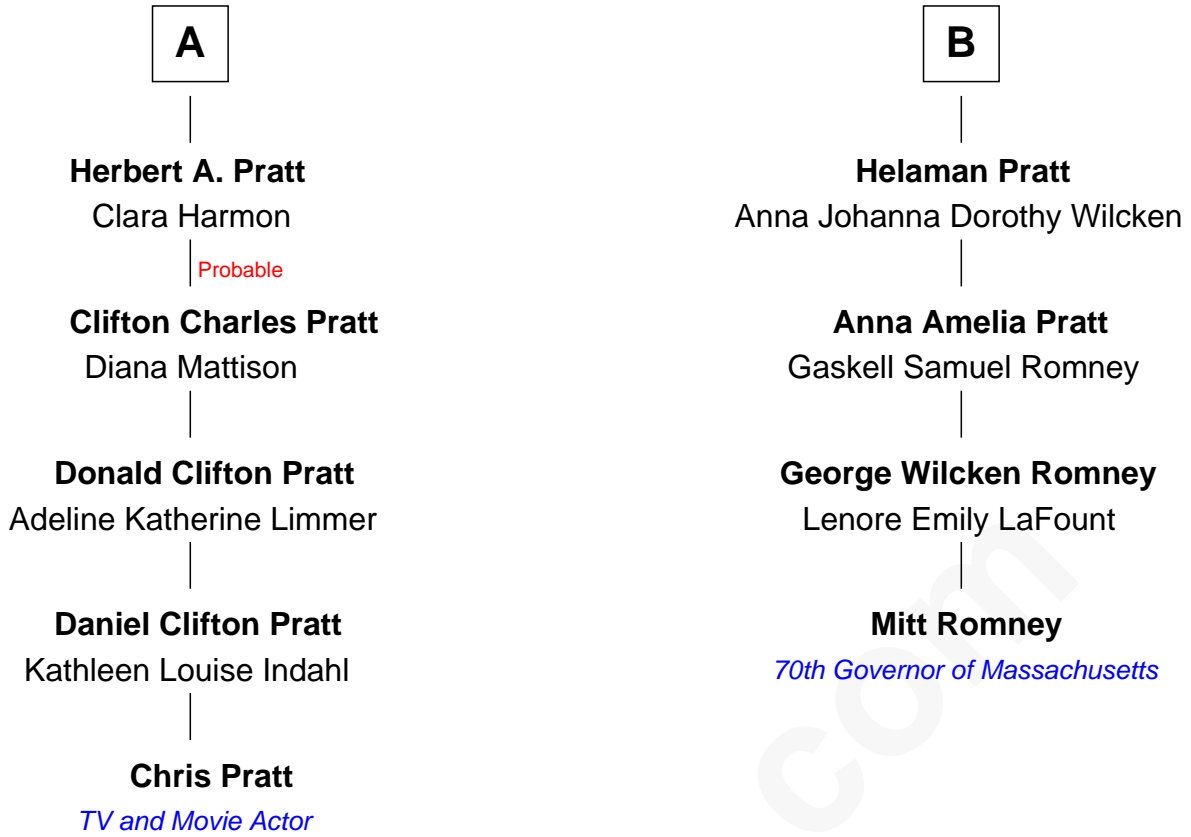 A
Herbert A. Pratt
Clara Harmon
Probable
Clifton Charles Pratt
Diana Mattison
Donald Clifton Pratt
Adeline Katherine Limmer
Daniel Clifton Pratt
Kathleen Louise Indahl
Chris Pratt
TV and Movie Actor
B
Helaman Pratt
Anna Johanna Dorothy Wilcken
Anna Amelia Pratt
Gaskell Samuel Romney
George Wilcken Romney
Lenore Emily LaFount
Mitt Romney
70th Governor of Massachusetts
com